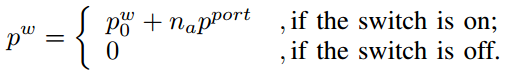 p^w = { p_0^w + n_a p^{port} , if the switch is on;
0 , if the switch is off.